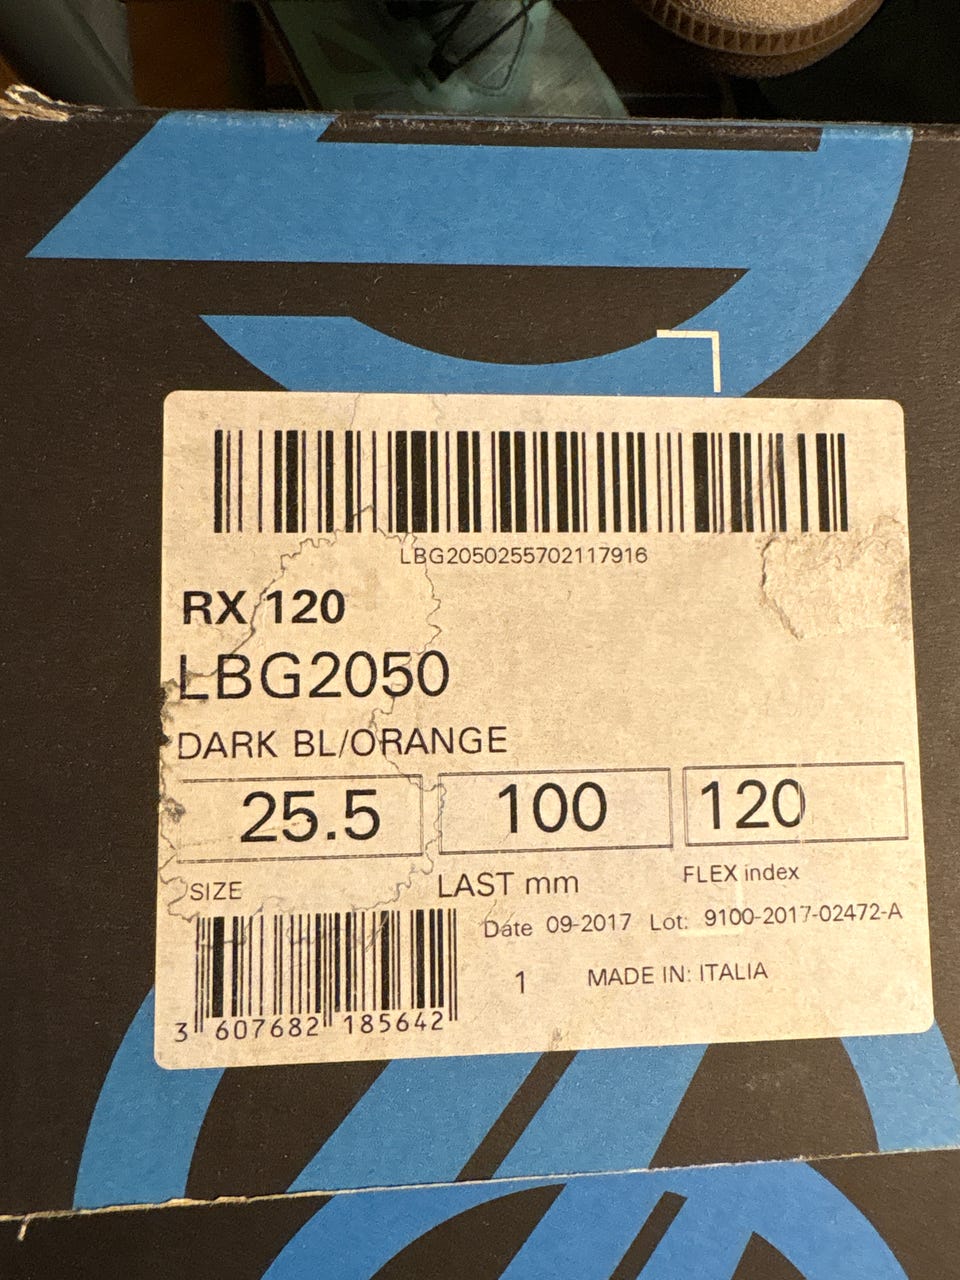 LBG2050255702117916
RX 120
LBG2050
DARK BL/ORANGE
25.5 100 120
SIZE LAST mm FLEX index
Date 09-2017 Lot: 9100-2017-02472-A
1 MADE IN: ITALIA
3 607682 185642